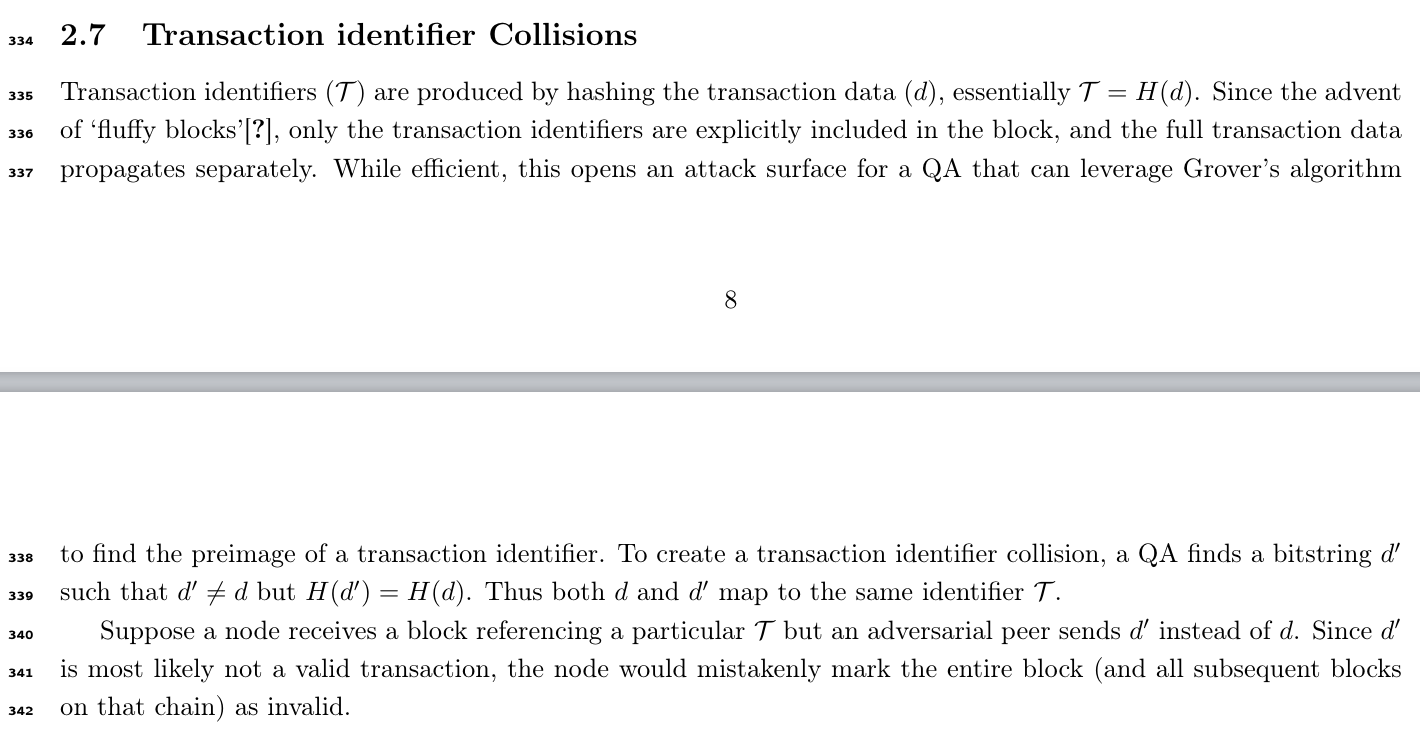 334 2.7 Transaction identifier Collisions
335 Transaction identifiers (𝒯) are produced by hashing the transaction data (d), essentially 𝒯 = H(d). Since the advent
336 of ‘fluffy blocks’[?], only the transaction identifiers are explicitly included in the block, and the full transaction data
337 propagates separately. While efficient, this opens an attack surface for a QA that can leverage Grover’s algorithm
8
338 to find the preimage of a transaction identifier. To create a transaction identifier collision, a QA finds a bitstring d′
339 such that d′ ≠ d but H(d′) = H(d). Thus both d and d′ map to the same identifier 𝒯.
340 Suppose a node receives a block referencing a particular 𝒯 but an adversarial peer sends d′ instead of d. Since d′
341 is most likely not a valid transaction, the node would mistakenly mark the entire block (and all subsequent blocks
342 on that chain) as invalid.